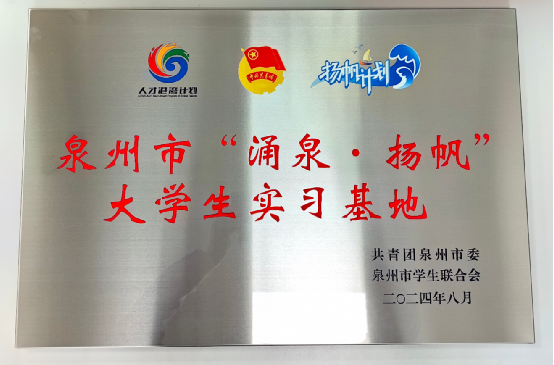 人才港湾计划
扬帆计划
泉州市“涌泉·扬帆”
大学生实习基地
共青团泉州市委
泉州市学生联合会
二〇二四年八月